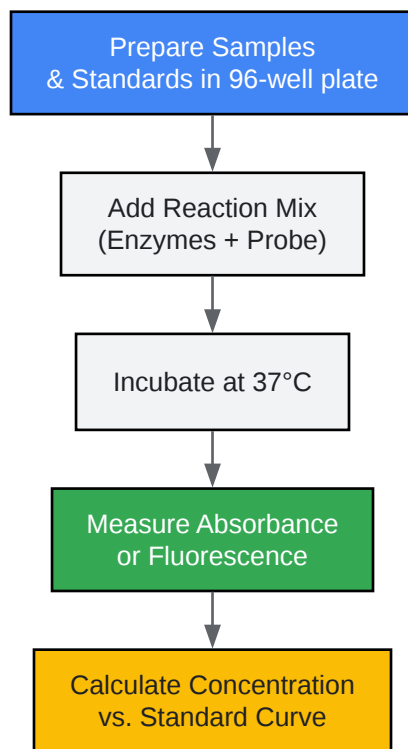 Prepare Samples
& Standards in 96-well plate
Add Reaction Mix
(Enzymes + Probe)
Incubate at 37°C
Measure Absorbance
or Fluorescence
Calculate Concentration
vs. Standard Curve